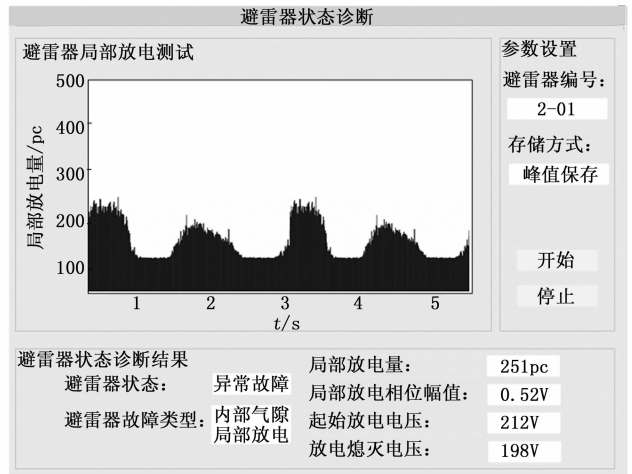 避雷器状态诊断
避雷器局部放电测试
500
400
300
200
100
局部放电量/pc
1 2 3 4 5
t/s
参数设置
避雷器编号:
2-01
存储方式:
峰值保存
开始
停止
避雷器状态诊断结果
避雷器状态: 异常故障
避雷器故障类型: 内部气隙
局部放电
局部放电量: 251pc
局部放电相位幅值: 0.52V
起始放电电压: 212V
放电熄灭电压: 198V